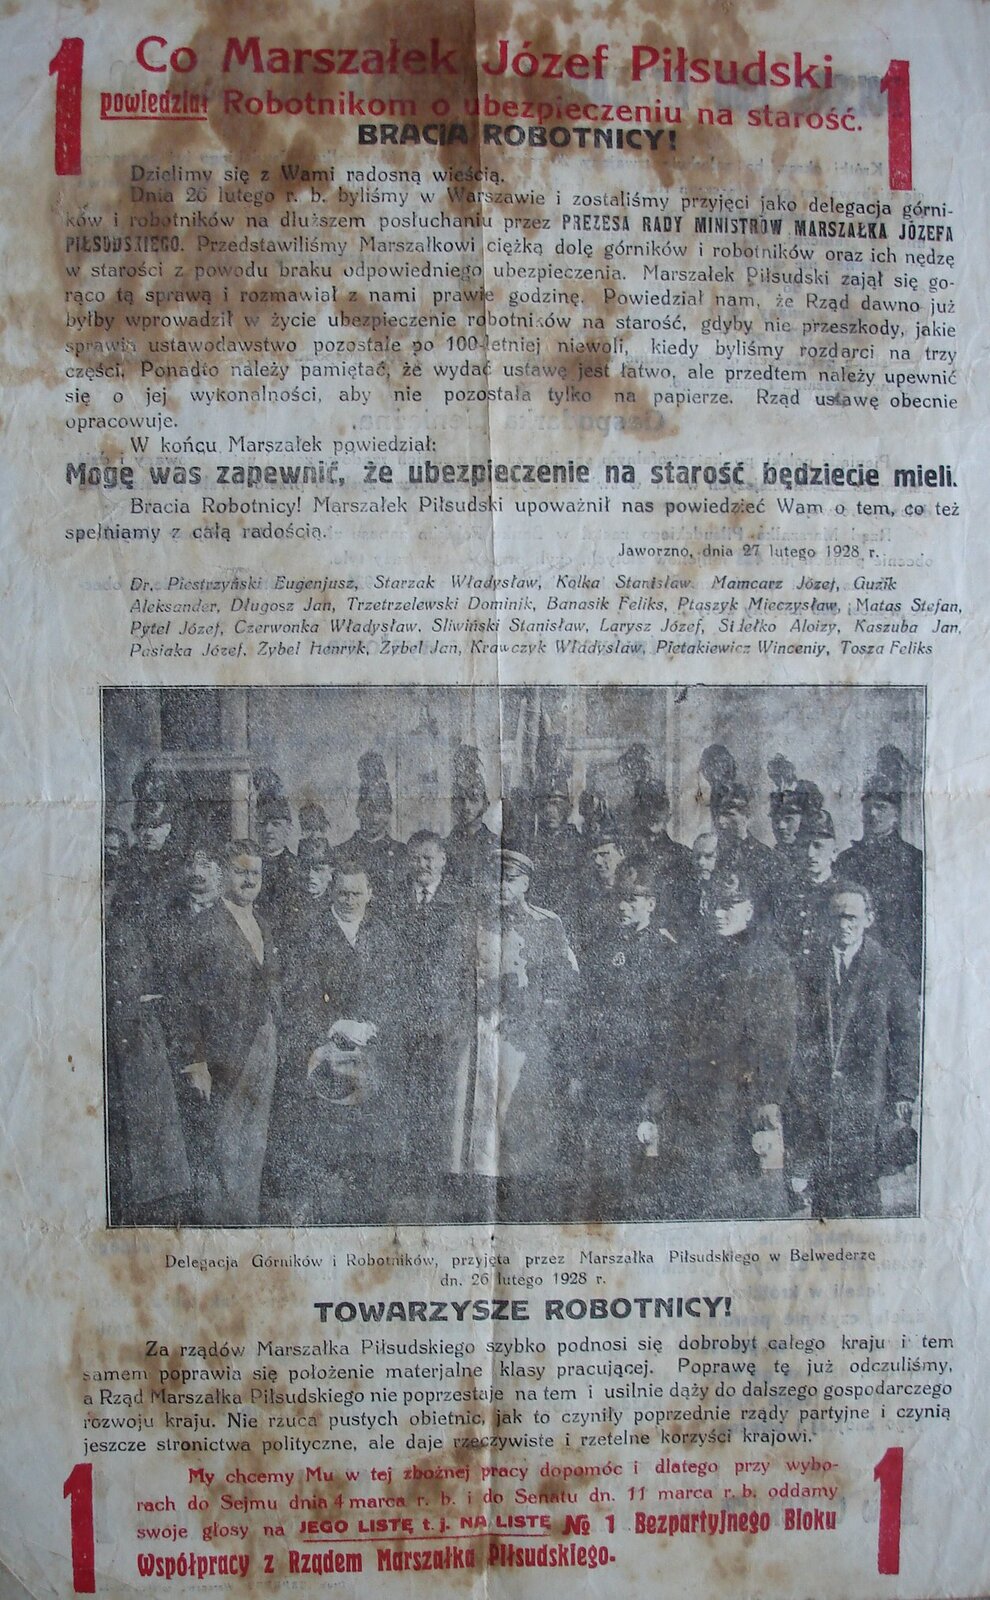 1 Co Marszałek Józef Piłsudski 1
powiedział Robotnikom o ubezpieczeniu na starość.
BRACIA ROBOTNICY!
Dzielimy się z Wami radosną wieścią.
Dnia 26 lutego r. b. byliśmy w Warszawie i zostaliśmy przyjęci jako delegacja górni-
ków i robotników na dłuższem posłuchaniu przez PREZESA RADY MINISTRÓW MARSZAŁKA JÓZEFA
PIŁSUDSKIEGO. Przedstawiliśmy Marszałkowi ciężką dolę górników i robotników oraz ich nędzę
w starości z powodu braku odpowiedniego ubezpieczenia. Marszałek Piłsudski zajął się go-
rąco tą sprawą i rozmawiał z nami prawie godzinę. Powiedział nam, że Rząd dawno już
byłby wprowadził w życie ubezpieczenie robotników na starość, gdyby nie przeszkody, jakie
sprawia ustawodawstwo pozostałe po 100-letniej niewoli, kiedy byliśmy rozdarci na trzy
części. Ponadto należy pamiętać, że wydać ustawę jest łatwo, ale przedtem należy upewnić
się o jej wykonalności, aby nie pozostała tylko na papierze. Rząd ustawę obecnie
opracowuje.
W końcu Marszałek powiedział:
Mogę was zapewnić, że ubezpieczenie na starość będziecie mieli.
Bracia Robotnicy! Marszałek Piłsudski upoważnił nas powiedzieć Wam o tem, co też
spełniamy z całą radością.
Jaworzno, dnia 27 lutego 1928 r.
Dr. Piestrzyński Eugenjusz, Starzak Władysław, Kolka Stanisław, Mamcarz Józef, Guzik
Aleksander, Długosz Jan, Trzetrzelewski Dominik, Banasik Feliks, Ptaszyk Mieczysław, Matas Stefan,
Pytel Józef, Czerwonka Władysław, Sliwiński Stanisław, Larysz Józef, Aloizy, Kaszuba Jan,
Pasiaka Józef, Zybel Henryk, Zybel Jan, Krawczyk Władysław, Pietakiewicz Winceniy, Tosza Feliks
Delegacja Górników i Robotników, przyjęta przez Marszałka Piłsudskiego w Belwederze
dn. 26 lutego 1928 r.
TOWARZYSZE ROBOTNICY!
Za rządów Marszałka Piłsudskiego szybko podnosi się dobrobyt całego kraju i tem
samem poprawia się położenie materjalne klasy pracującej. Poprawę tę już odczuliśmy,
a Rząd Marszałka Piłsudskiego nie poprzestaje na tem i usilnie dąży do dalszego gospodarczego
rozwoju kraju. Nie rzuca pustych obietnic, jak to czyniły poprzednie rządy partyjne i czynią
jeszcze stronictwa polityczne, ale daje rzeczywiste i rzetelne korzyści krajowi.
1 My chcemy Mu w tej zbożnej pracy dopomóc i dlatego przy wybo- 1
rach do Sejmu dnia 4 marca r. b. i do Senatu dn. 11 marca r. b. oddamy
swoje głosy na JEGO LISTĘ t. j. NA LISTĘ № 1 Bezpartyjnego Bloku
Współpracy z Rządem Marszałka Piłsudskiego.